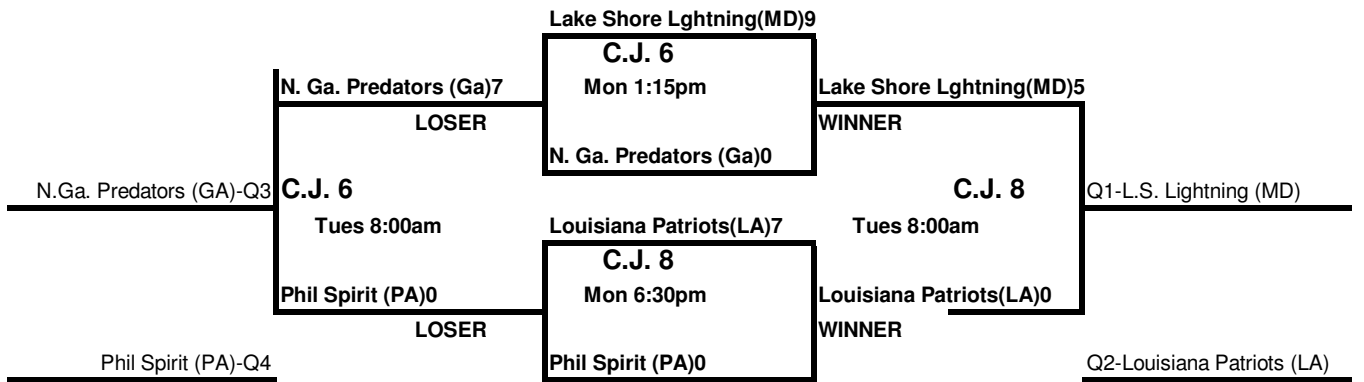 Lake Shore Lghtning(MD)9
C.J. 6
N. Ga. Predators (Ga)7 Mon 1:15pm Lake Shore Lghtning(MD)5
LOSER WINNER
N. Ga. Predators (Ga)0
N.Ga. Predators (GA)-Q3 C.J. 6 C.J. 8 Q1-L.S. Lightning (MD)
Tues 8:00am Louisiana Patriots(LA)7 Tues 8:00am
C.J. 8
Phil Spirit (PA)0 Mon 6:30pm Louisiana Patriots(LA)0
LOSER WINNER
Phil Spirit (PA)-Q4 Phil Spirit (PA)0 Q2-Louisiana Patriots (LA)